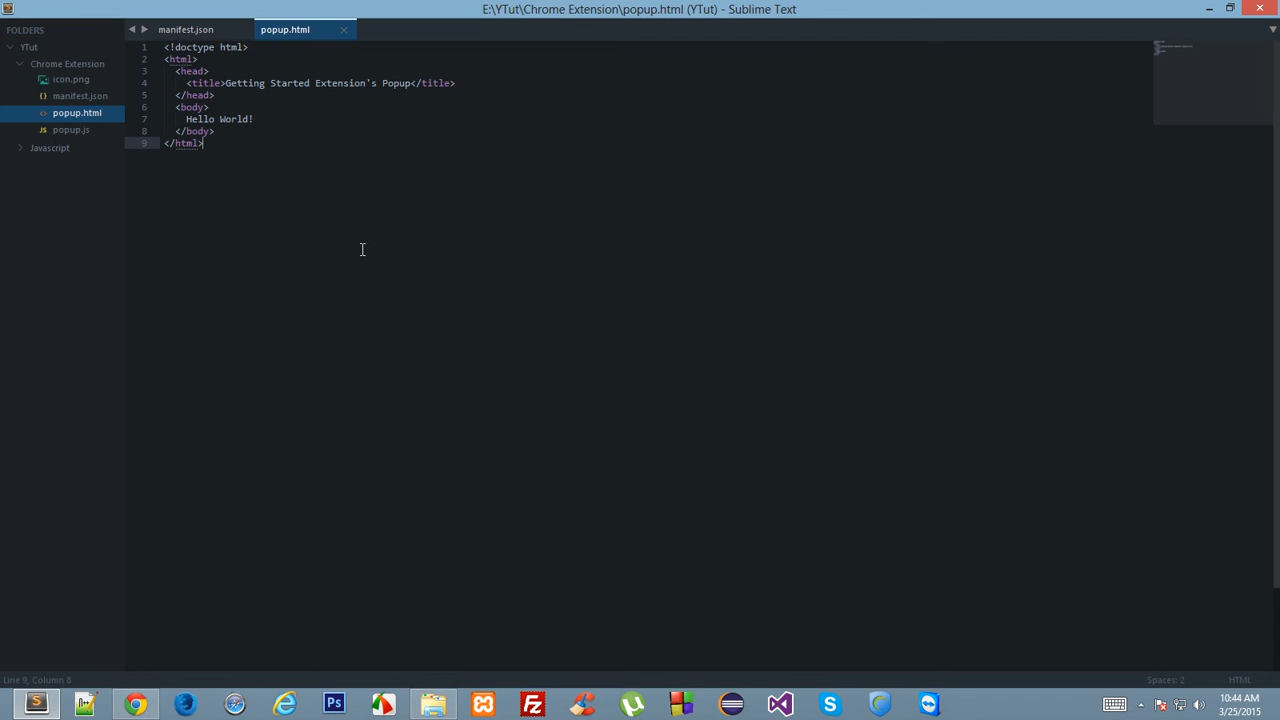 E:\YTut\Chrome Extension\popup.html (YTut) - Sublime Text
FOLDERS
YTut
Chrome Extension
icon.png
manifest.json
popup.html
popup.js
Javascript
manifest.json
popup.html
1 <!doctype html>
2 <html>
3 <head>
4 <title>Getting Started Extension's Popup</title>
5 </head>
6 <body>
7 Hello World!
8 </body>
9 </html>
Line 9, Column 8
Spaces: 2
HTML
10:44 AM
3/25/2015